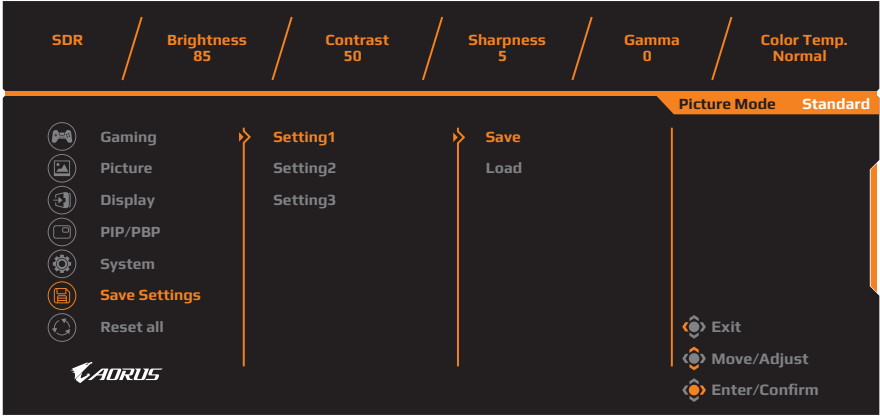 SDR Brightness Contrast Sharpness Gamma Color Temp.
85 50 5 0 Normal
Picture Mode Standard
Gaming Setting1 Save
Picture Setting2 Load
Display Setting3
PIP/PBP
System
Save Settings
Reset all Exit
AORUS Move/Adjust
Enter/Confirm